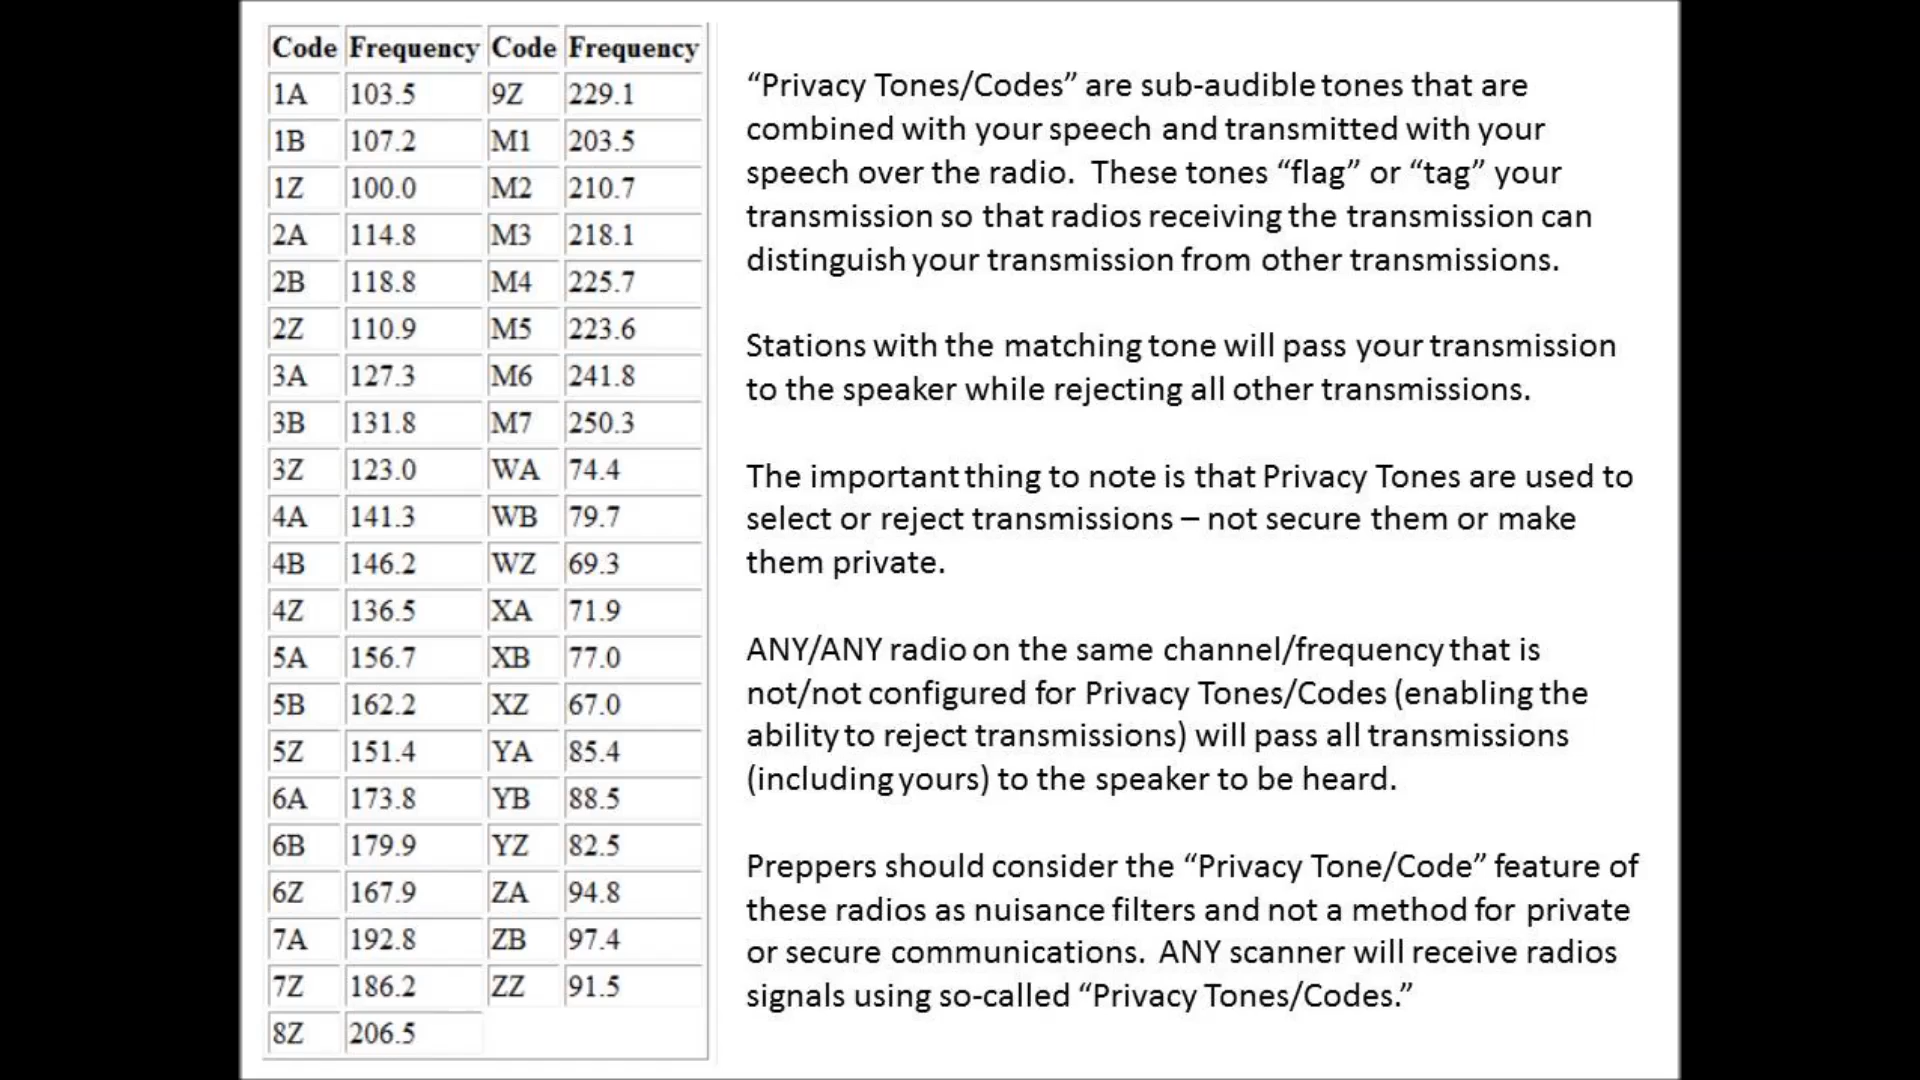 Code Frequency Code Frequency
1A 103.5 9Z 229.1
1B 107.2 M1 203.5
1Z 100.0 M2 210.7
2A 114.8 M3 218.1
2B 118.8 M4 225.7
2Z 110.9 M5 223.6
3A 127.3 M6 241.8
3B 131.8 M7 250.3
3Z 123.0 WA 74.4
4A 141.3 WB 79.7
4B 146.2 WZ 69.3
4Z 136.5 XA 71.9
5A 156.7 XB 77.0
5B 162.2 XZ 67.0
5Z 151.4 YA 85.4
6A 173.8 YB 88.5
6B 179.9 YZ 82.5
6Z 167.9 ZA 94.8
7A 192.8 ZB 97.4
7Z 186.2 ZZ 91.5
8Z 206.5
“Privacy Tones/Codes” are sub-audible tones that are
combined with your speech and transmitted with your
speech over the radio. These tones “flag” or “tag” your
transmission so that radios receiving the transmission can
distinguish your transmission from other transmissions.
Stations with the matching tone will pass your transmission
to the speaker while rejecting all other transmissions.
The important thing to note is that Privacy Tones are used to
select or reject transmissions – not secure them or make
them private.
ANY/ANY radio on the same channel/frequency that is
not/not configured for Privacy Tones/Codes (enabling the
ability to reject transmissions) will pass all transmissions
(including yours) to the speaker to be heard.
Preppers should consider the “Privacy Tone/Code” feature of
these radios as nuisance filters and not a method for private
or secure communications. ANY scanner will receive radios
signals using so-called “Privacy Tones/Codes.”